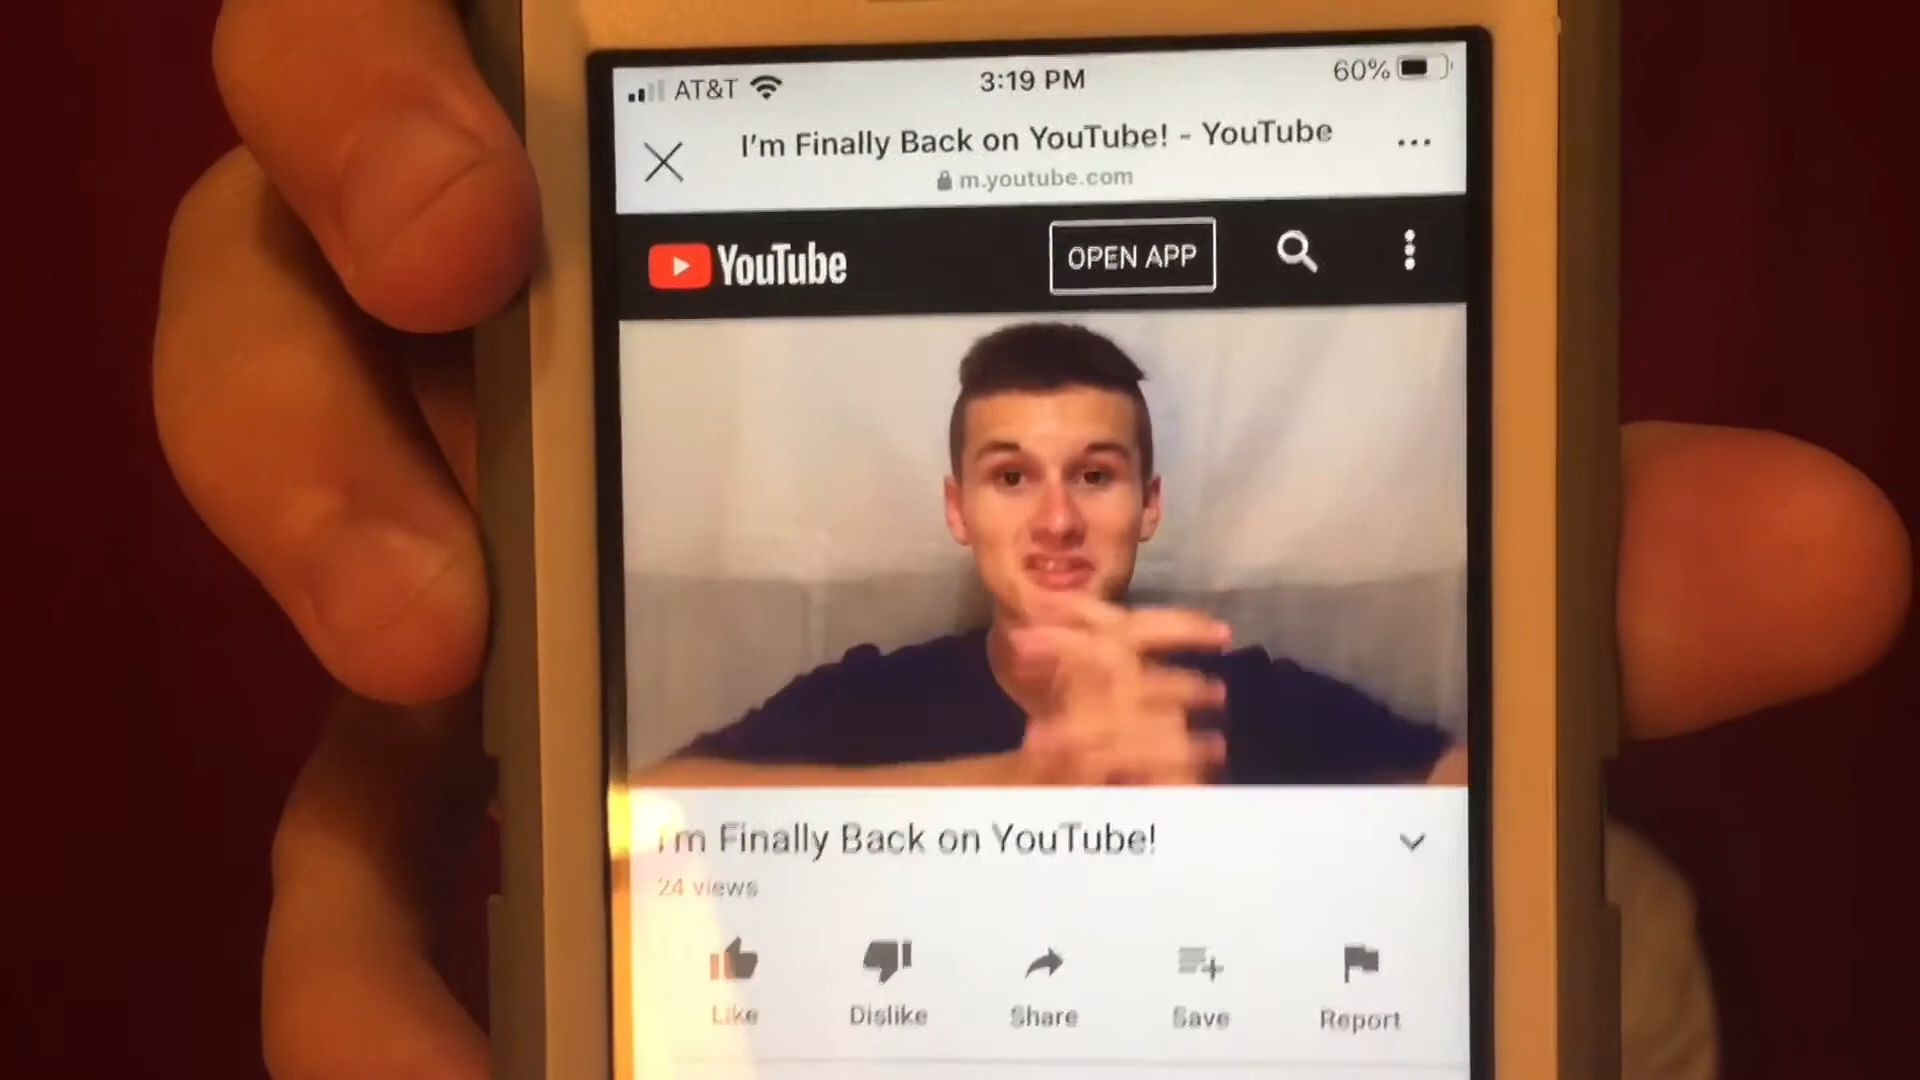 AT&T
3:19 PM
60%
I'm Finally Back on YouTube! - YouTube
...
m.youtube.com
YouTube
OPEN APP
I'm Finally Back on YouTube!
24 views
Like
Dislike
Share
Save
Report